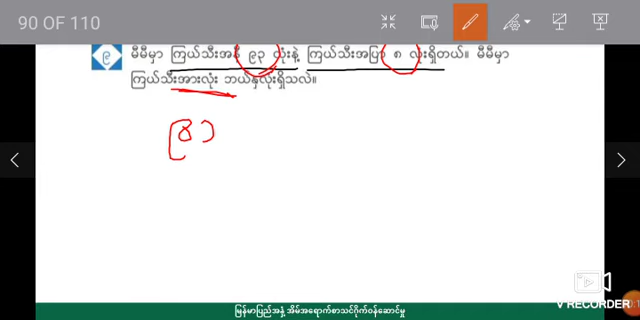 90 OF 110
၉ မီမီမှာ ကြယ်သီးအနီ ၉၃ လုံးနဲ့ ကြယ်သီးအပြာ ၈ လုံးရှိတယ်။ မီမီမှာ
ကြယ်သီးအားလုံး ဘယ်နှလုံးရှိသလဲ။
V RECORDER
မြန်မာပြည်အနှံ့ အိမ်အရောက်စာသင်ဝိုက်ဝန်ဆောင်မှု